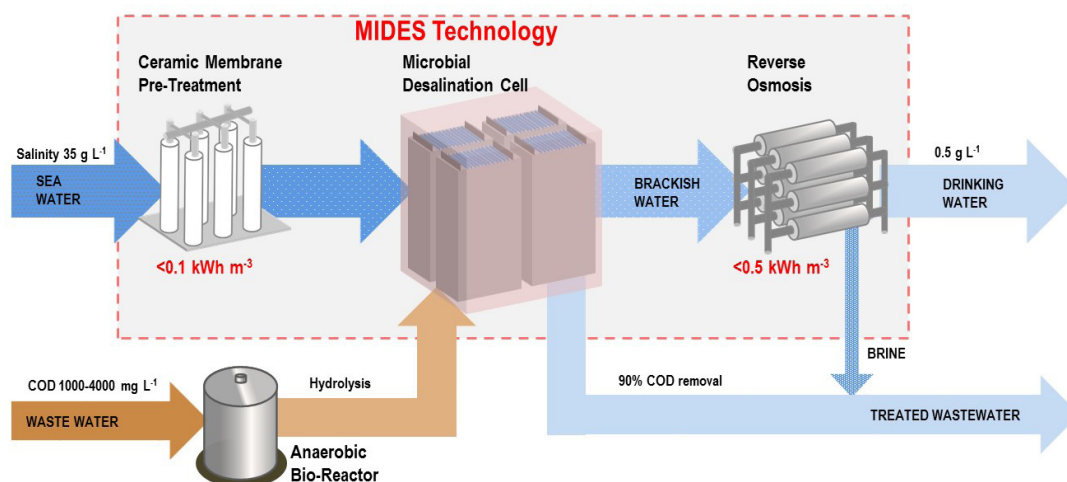 MIDES Technology
Ceramic Membrane
Pre-Treatment
Microbial
Desalination Cell
Reverse
Osmosis
Salinity 35 g L⁻¹
SEA
WATER
BRACKISH
WATER
0.5 g L⁻¹
DRINKING
WATER
<0.1 kWh m⁻³
<0.5 kWh m⁻³
BRINE
COD 1000-4000 mg L⁻¹
Hydrolysis
90% COD removal
WASTE WATER
TREATED WASTEWATER
Anaerobic
Bio-Reactor